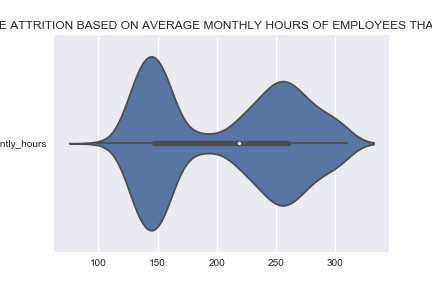 E ATTRITION BASED ON AVERAGE MONTHLY HOURS OF EMPLOYEES THA
ntly_hours
100 150 200 250 300